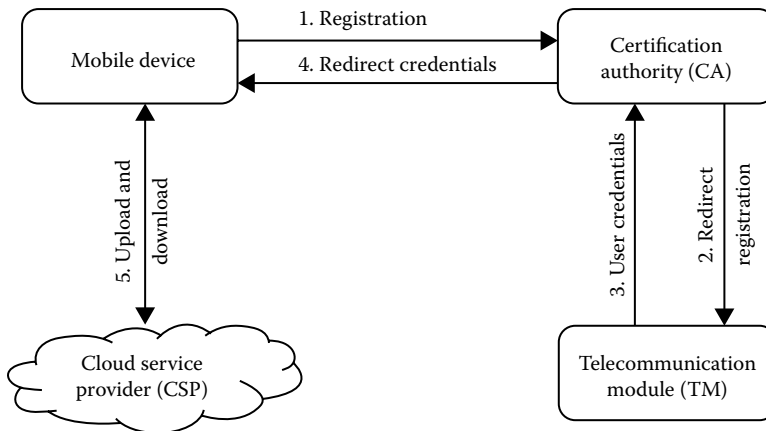 1. Registration
Mobile device
Certification
authority (CA)
4. Redirect credentials
5. Upload and
download
3. User credentials
2. Redirect
registration
Cloud service
provider (CSP)
Telecommunication
module (TM)